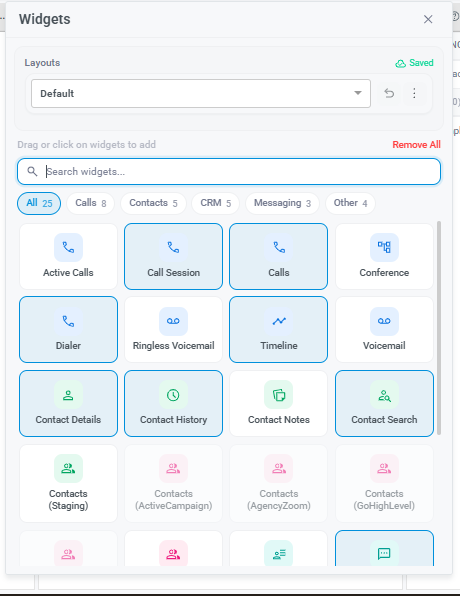 Widgets
Layouts
Saved
Default
Drag or click on widgets to add
Remove All
Search widgets...
All 25
Calls 8
Contacts 5
CRM 5
Messaging 3
Other 4
Active Calls
Call Session
Calls
Conference
Dialer
Ringless Voicemail
Timeline
Voicemail
Contact Details
Contact History
Contact Notes
Contact Search
Contacts
(Staging)
Contacts
(ActiveCampaign)
Contacts
(AgencyZoom)
Contacts
(GoHighLevel)